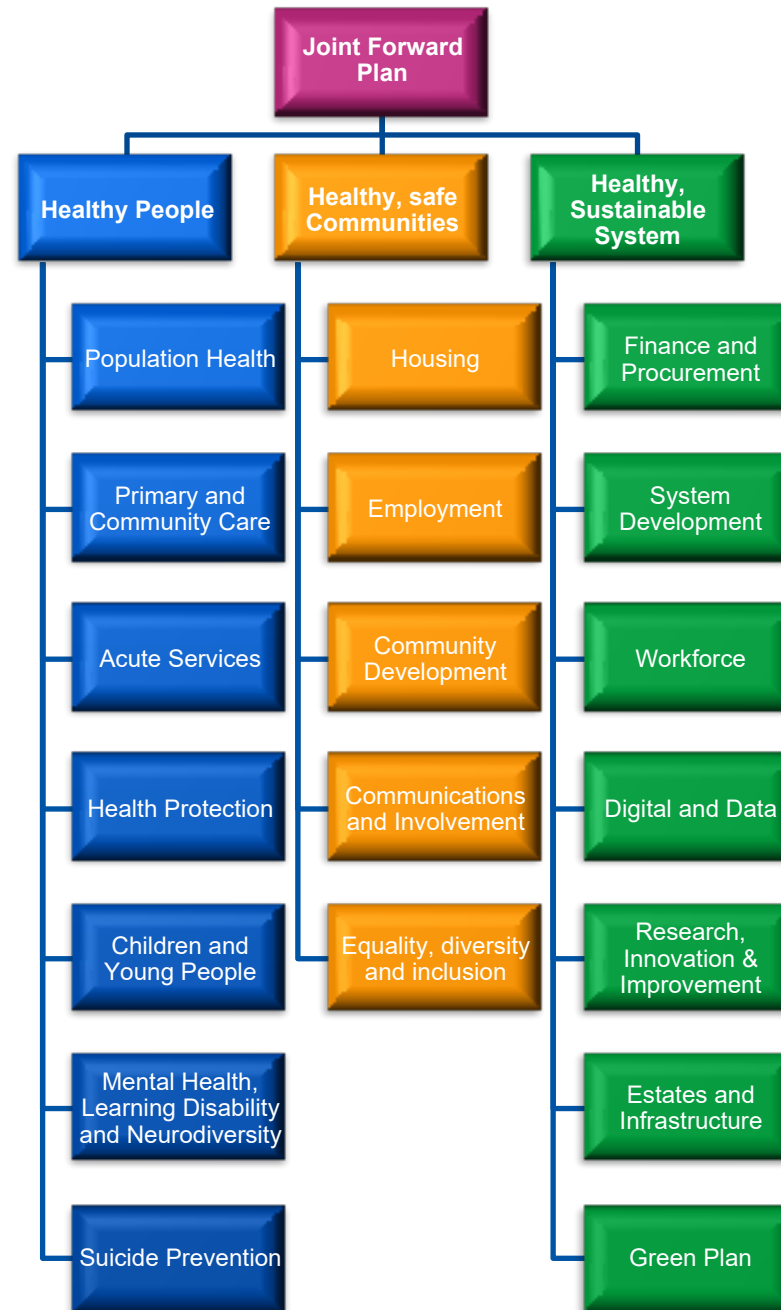 Joint Forward
Plan
Healthy People
Healthy, safe
Communities
Healthy,
Sustainable
System
Population Health
Primary and
Community Care
Acute Services
Health Protection
Children and
Young People
Mental Health,
Learning Disability
and Neurodiversity
Suicide Prevention
Housing
Employment
Community
Development
Communications
and Involvement
Equality, diversity
and inclusion
Finance and
Procurement
System
Development
Workforce
Digital and Data
Research,
Innovation &
Improvement
Estates and
Infrastructure
Green Plan